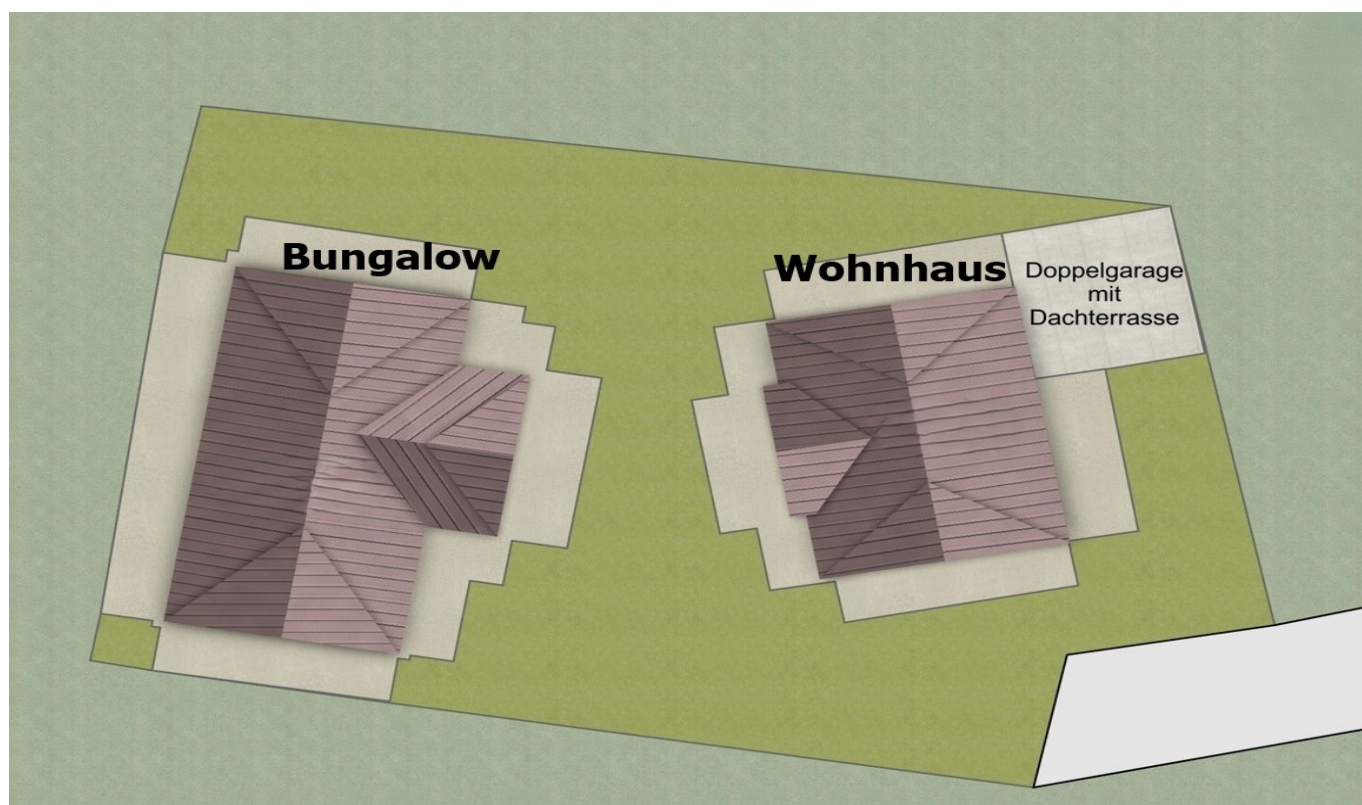 Bungalow
Wohnhaus
Doppelgarage
mit
Dachterrasse